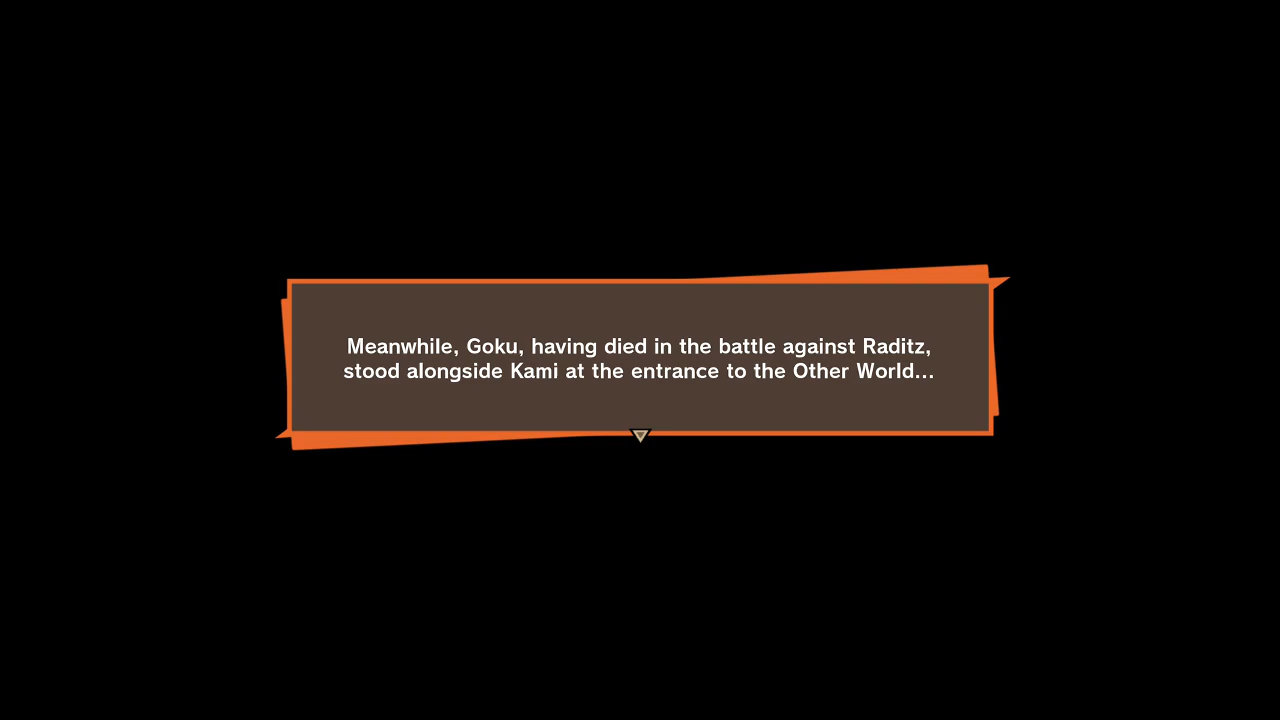 Meanwhile, Goku, having died in the battle against Raditz,
stood alongside Kami at the entrance to the Other World...